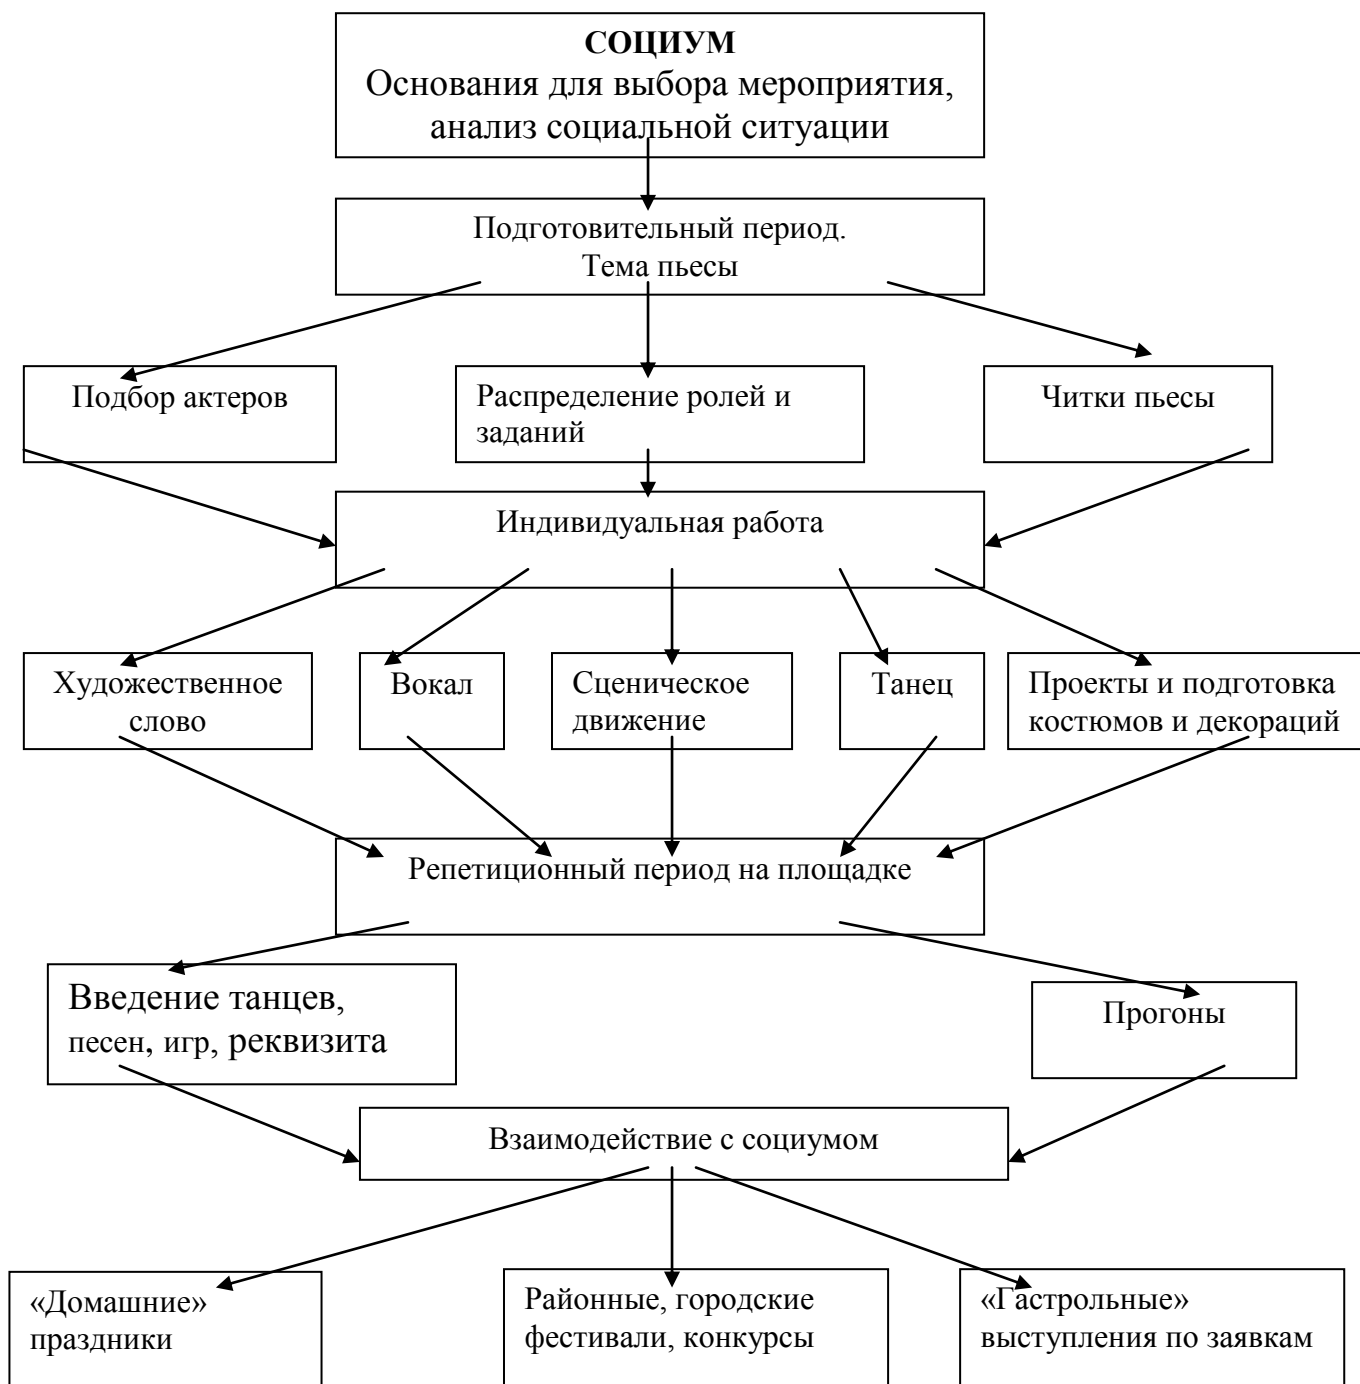 СОЦИУМ
Основания для выбора мероприятия,
анализ социальной ситуации
Подготовительный период.
Тема пьесы
Подбор актеров
Распределение ролей и
заданий
Читки пьесы
Индивидуальная работа
Художественное
слово
Вокал
Сценическое
движение
Танец
Проекты и подготовка
костюмов и декораций
Репетиционный период на площадке
Введение танцев,
песен, игр, реквизита
Прогоны
Взаимодействие с социумом
«Домашние»
праздники
Районные, городские
фестивали, конкурсы
«Гастрольные»
выступления по заявкам